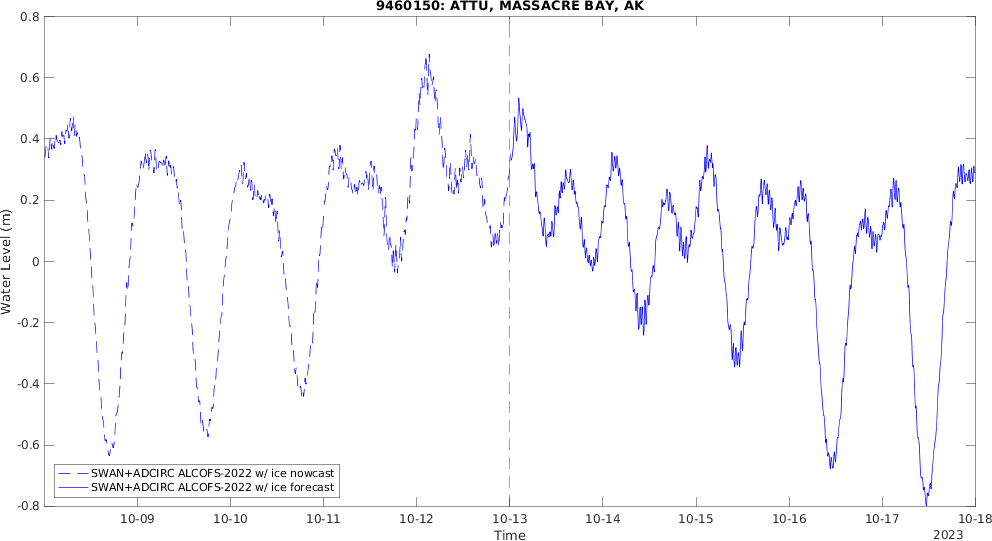 9460150: ATTU, MASSACRE BAY, AK
0.8
0.6
0.4
0.2
0
-0.2
-0.4
-0.6
-0.8
Water Level (m)
SWAN+ADCIRC ALCOFS-2022 w/ ice nowcast
SWAN+ADCIRC ALCOFS-2022 w/ ice forecast
10-09 10-10 10-11 10-12 10-13 10-14 10-15 10-16 10-17 10-18
Time
2023